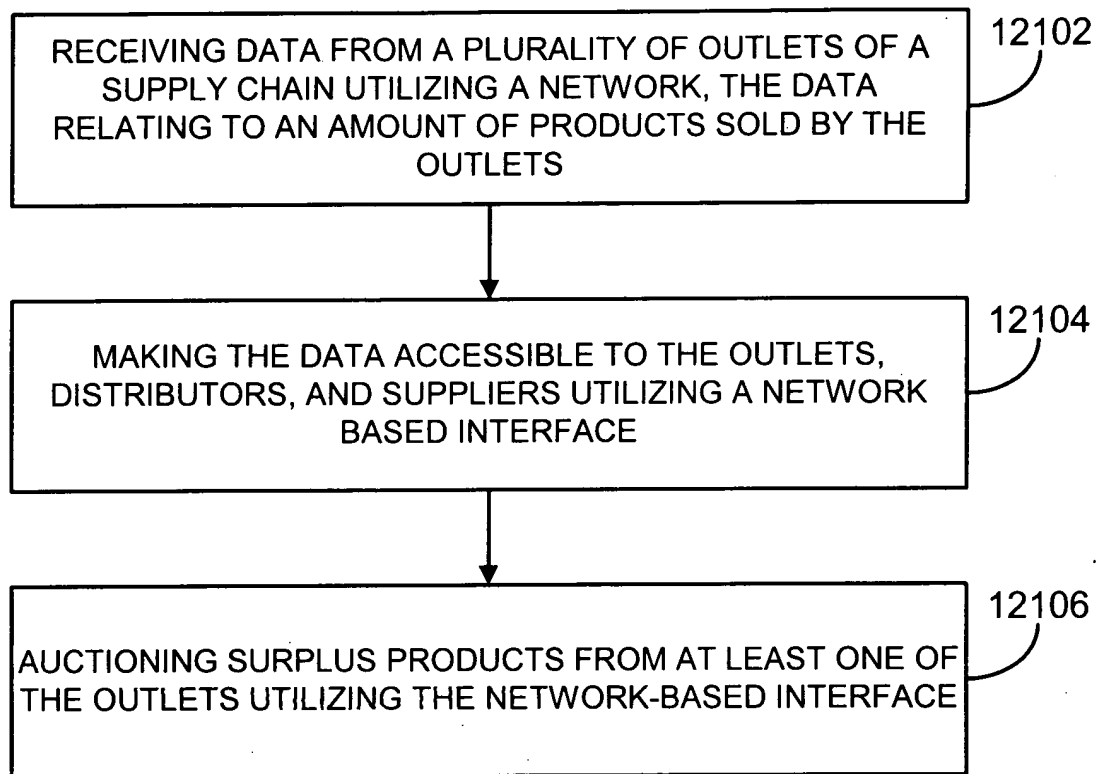 RECEIVING DATA FROM A PLURALITY OF OUTLETS OF A
SUPPLY CHAIN UTILIZING A NETWORK, THE DATA
RELATING TO AN AMOUNT OF PRODUCTS SOLD BY THE
OUTLETS
12102
MAKING THE DATA ACCESSIBLE TO THE OUTLETS,
DISTRIBUTORS, AND SUPPLIERS UTILIZING A NETWORK
BASED INTERFACE
12104
AUCTIONING SURPLUS PRODUCTS FROM AT LEAST ONE OF
THE OUTLETS UTILIZING THE NETWORK-BASED INTERFACE
12106